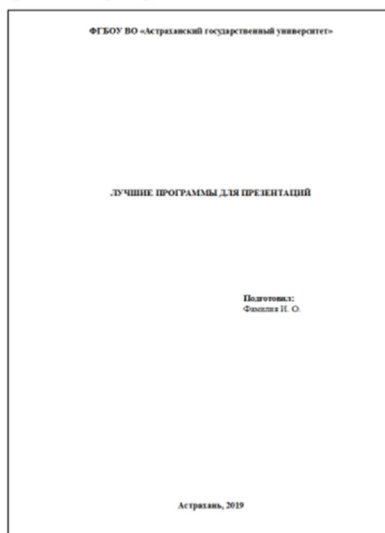 ФГБОУ ВО «Астраханский государственный университет»
ЛУЧШИЕ ПРОГРАММЫ ДЛЯ ПРЕЗЕНТАЦИЙ
Подготовил:
Фамилия И. О.
Астрахань, 2019